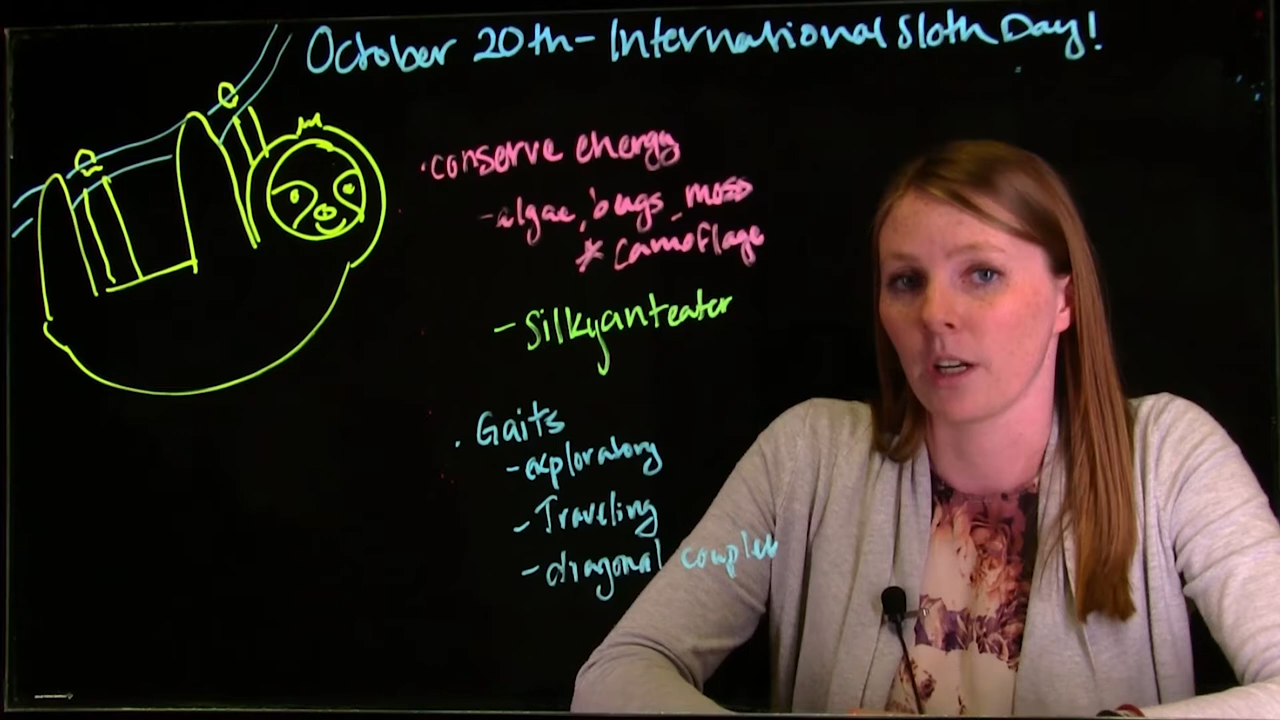 October 20th - International Sloth Day!
· conserve energy
- algae, bugs, moss
* camoflage
- Silkyanteater
· Gaits
- exploratory
- Traveling
- diagonal couplet